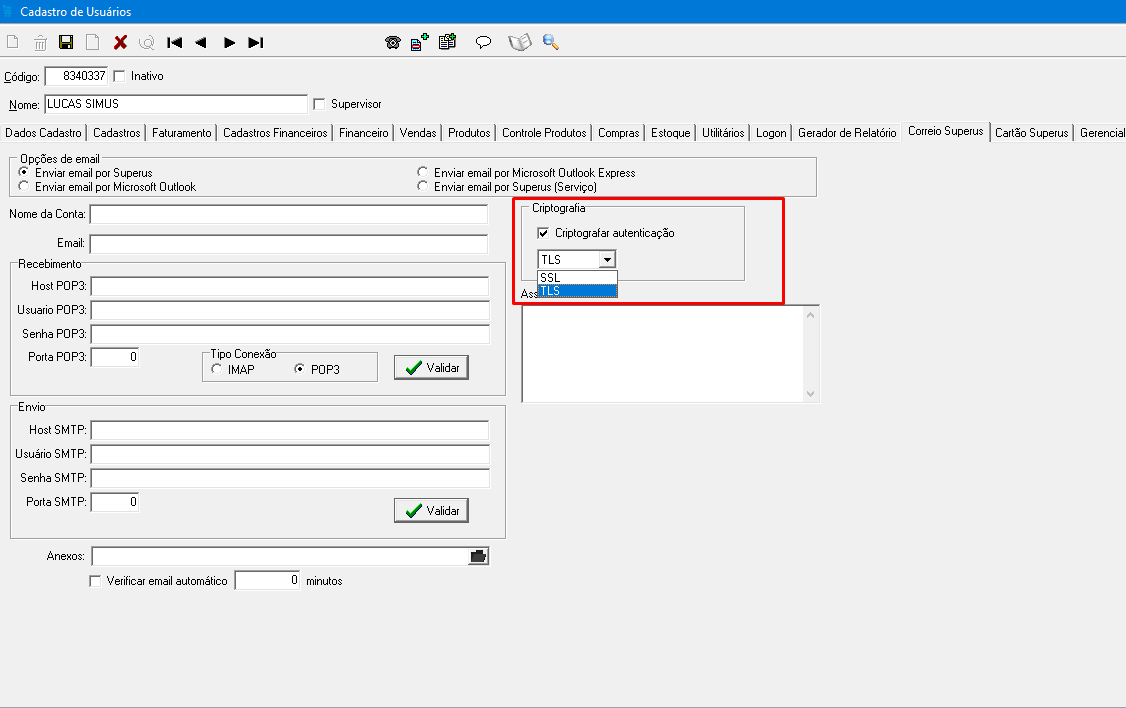 Cadastro de Usuários
Código: 8340337 Inativo
Nome: LUCAS SIMUS Supervisor
Dados Cadastro Cadastros Faturamento Cadastros Financeiros Financeiro Vendas Produtos Controle Produtos Compras Estoque Utilitários Logon Gerador de Relatório Correio Superus Cartão Superus Gerencial
Opções de email
Enviar email por Superus Enviar email por Microsoft Outlook Express
Enviar email por Microsoft Outlook Enviar email por Superus (Serviço)
Nome da Conta:
Email:
Recebimento
Host POP3:
Usuario POP3:
Senha POP3:
Porta POP3: 0
Tipo Conexão
IMAP POP3
Validar
Envio
Host SMTP:
Usuário SMTP:
Senha SMTP:
Porta SMTP: 0
Validar
Anexos:
Verificar email automático 0 minutos
Criptografia
Criptografar autenticação
TLS
SSL
TLS
Ass